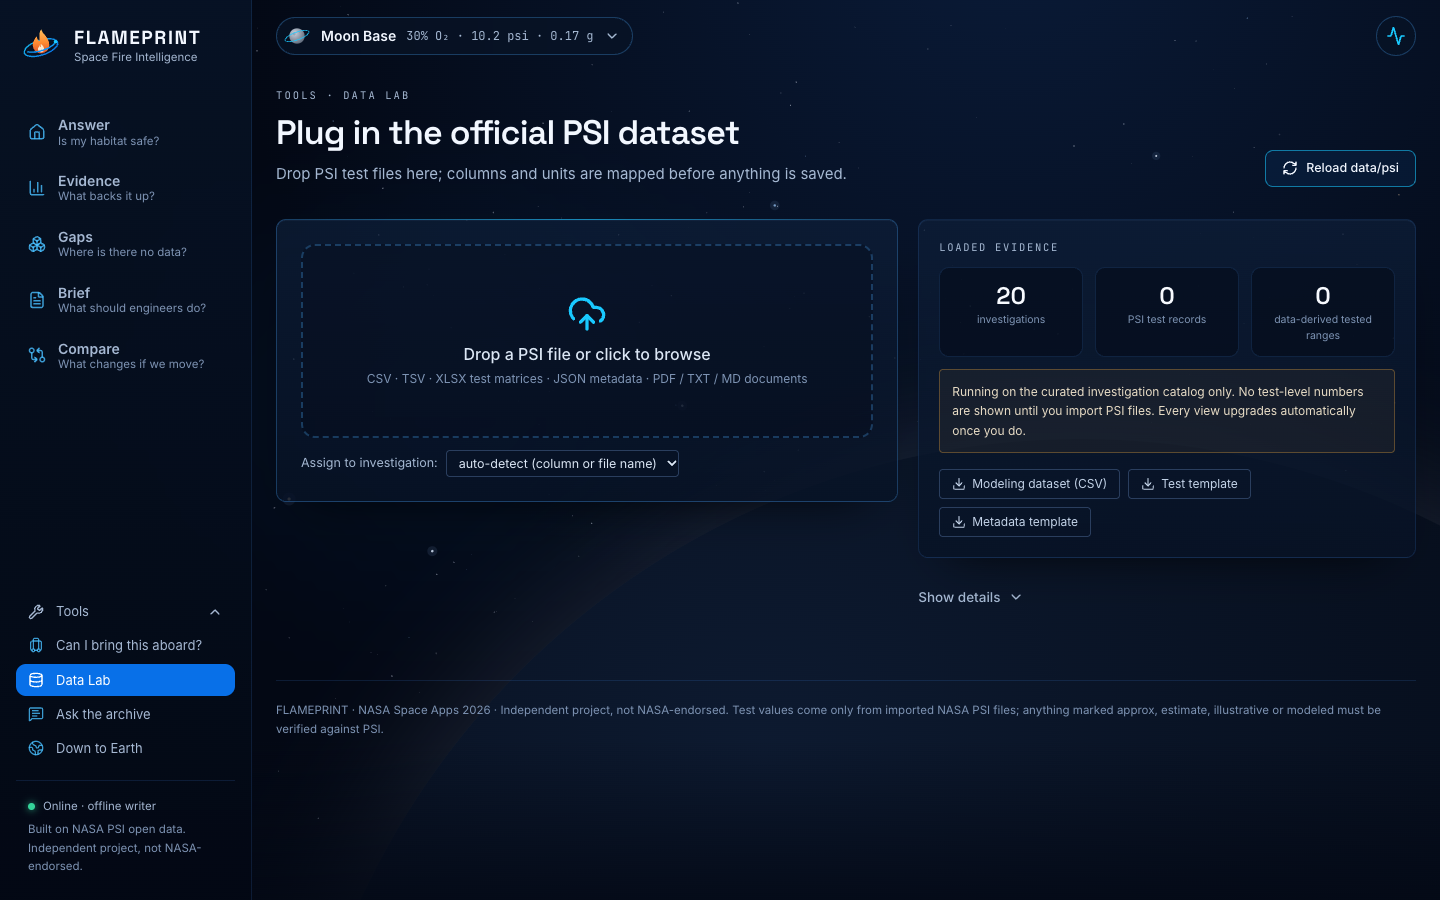 FLAMEPRINT
Space Fire Intelligence
Answer
Is my habitat safe?
Evidence
What backs it up?
Gaps
Where is there no data?
Brief
What should engineers do?
Compare
What changes if we move?
Tools
Can I bring this aboard?
Data Lab
Ask the archive
Down to Earth
Online · offline writer
Built on NASA PSI open data.
Independent project, not NASA-
endorsed.
Moon Base 30% O₂ · 10.2 psi · 0.17 g
TOOLS · DATA LAB
Plug in the official PSI dataset
Drop PSI test files here; columns and units are mapped before anything is saved.
Reload data/psi
Drop a PSI file or click to browse
CSV · TSV · XLSX test matrices · JSON metadata · PDF / TXT / MD documents
Assign to investigation: auto-detect (column or file name)
LOADED EVIDENCE
20
investigations
0
PSI test records
0
data-derived tested
ranges
Running on the curated investigation catalog only. No test-level numbers
are shown until you import PSI files. Every view upgrades automatically
once you do.
Modeling dataset (CSV)
Test template
Metadata template
Show details
FLAMEPRINT · NASA Space Apps 2026 · Independent project, not NASA-endorsed. Test values come only from imported NASA PSI files; anything marked approx, estimate, illustrative or modeled must be
verified against PSI.